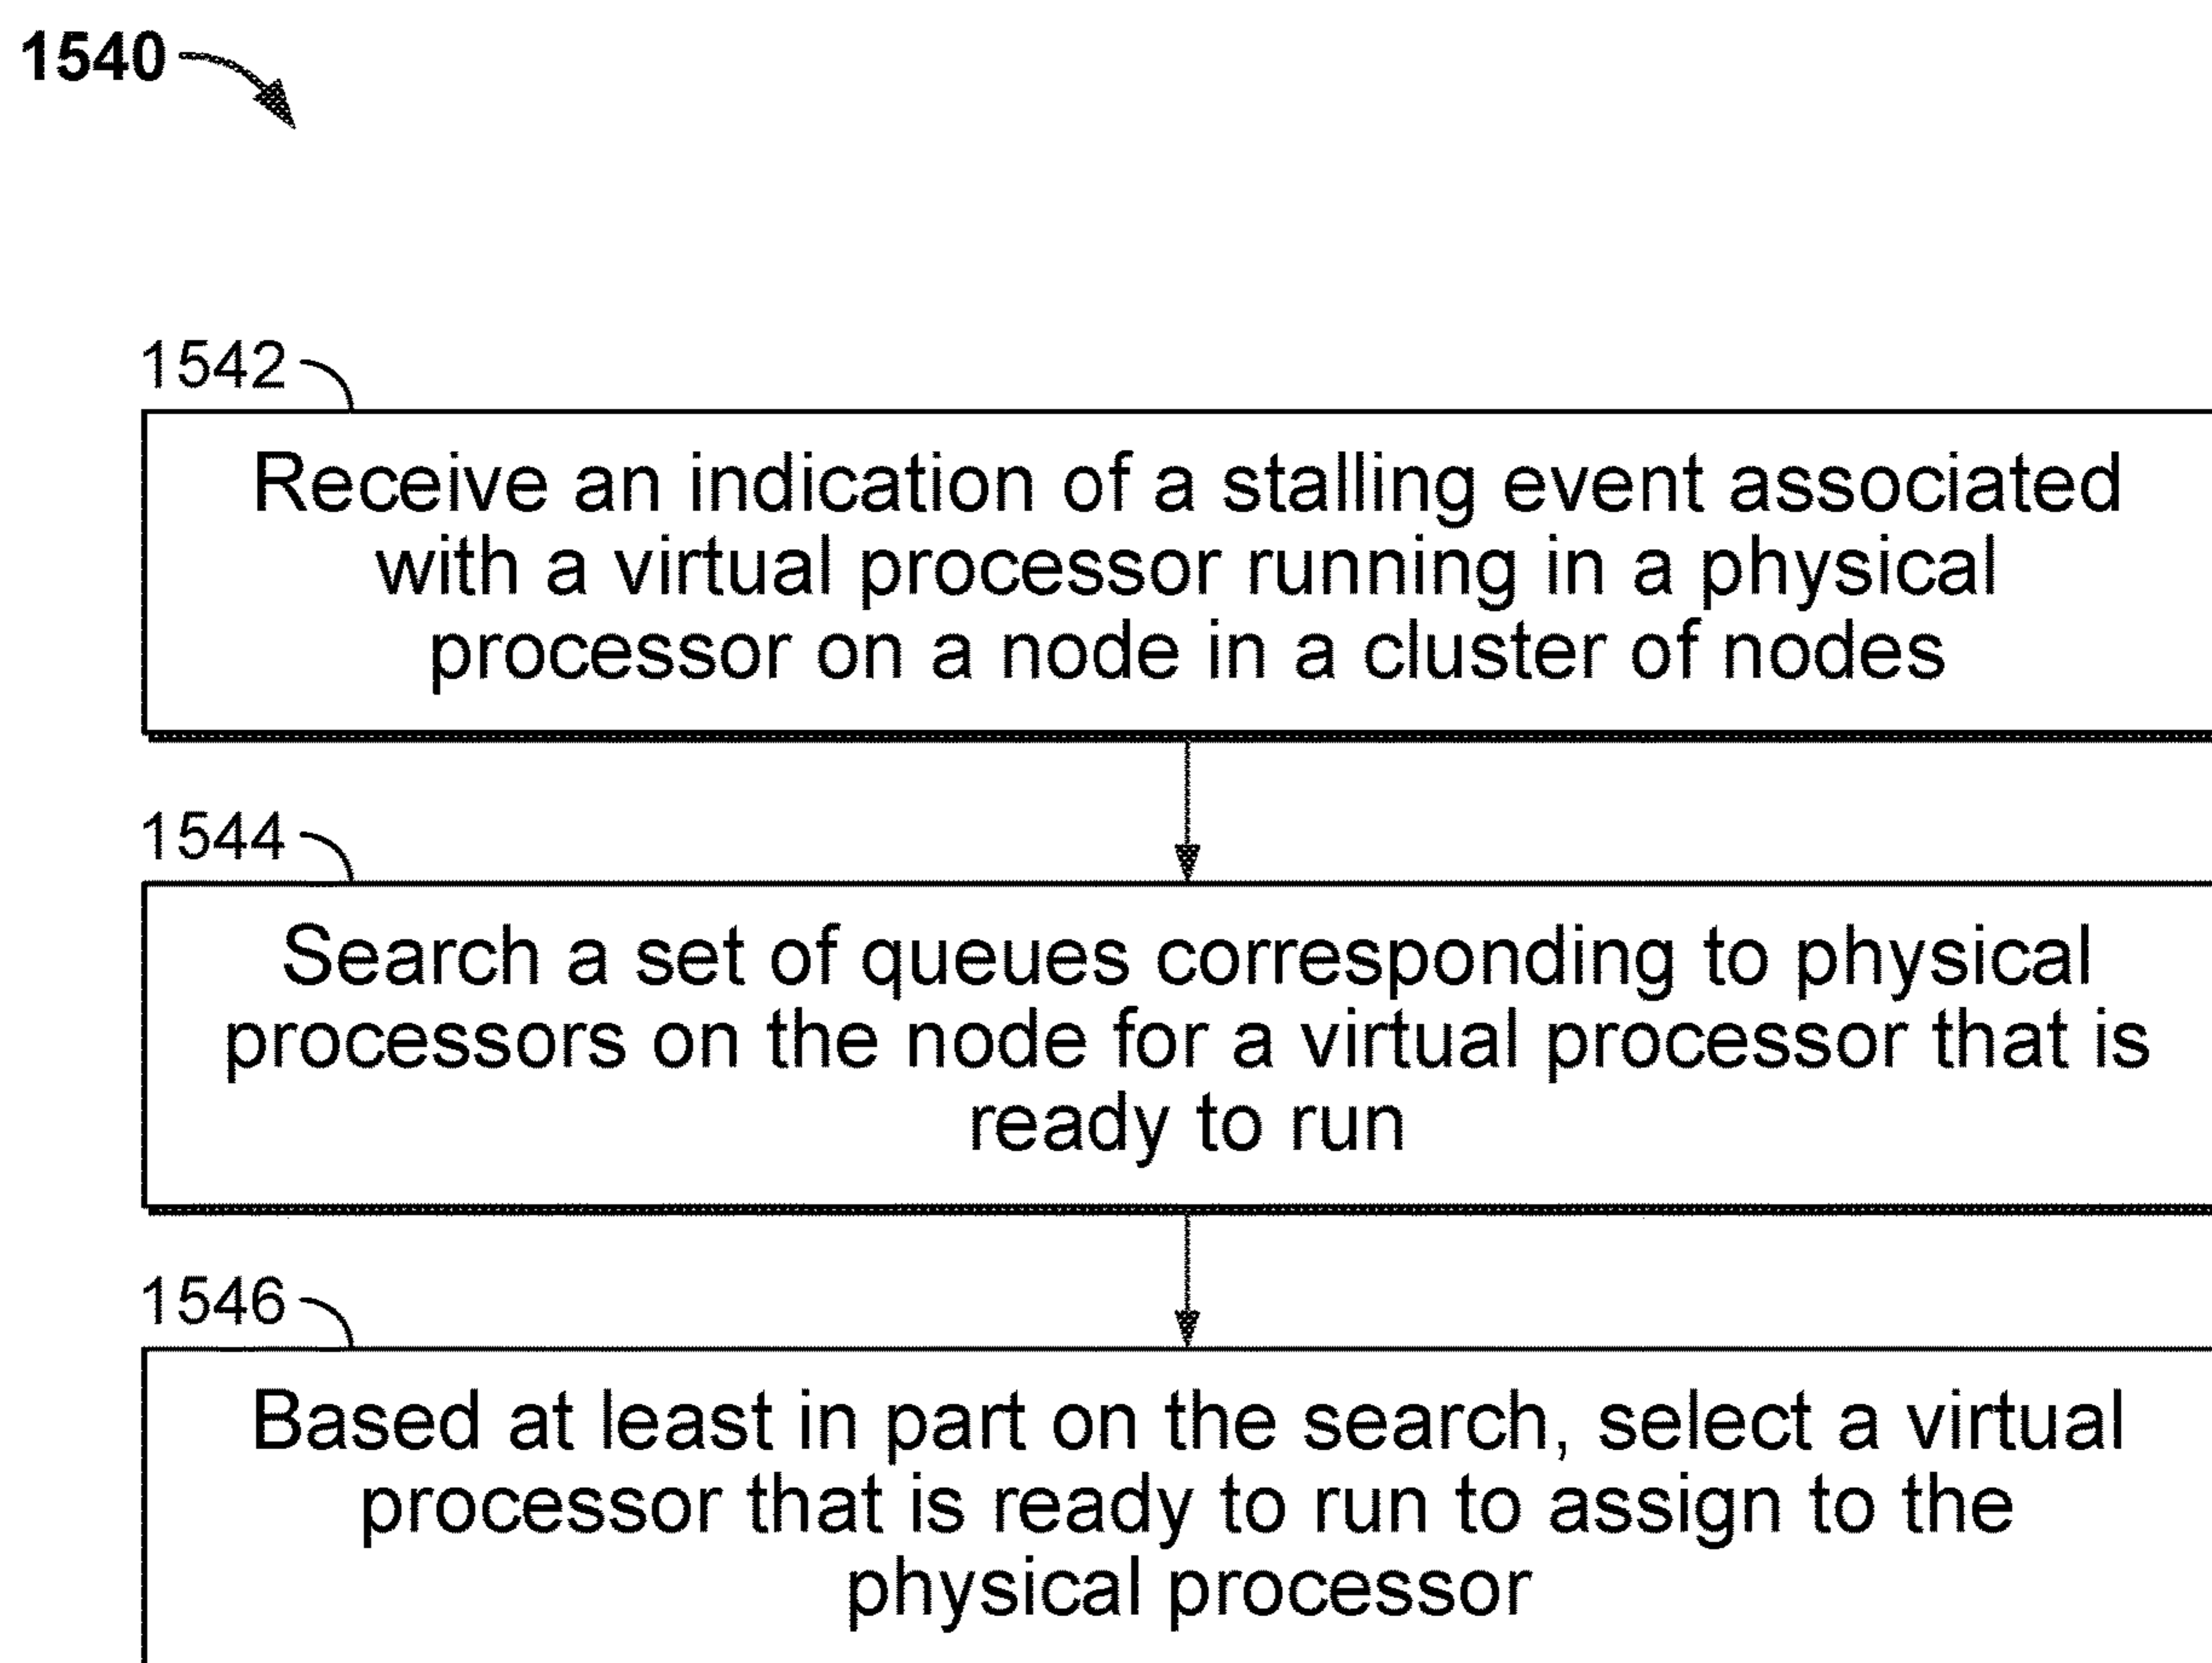 1540
1542
Receive an indication of a stalling event associated
with a virtual processor running in a physical
processor on a node in a cluster of nodes
1544
Search a set of queues corresponding to physical
processors on the node for a virtual processor that is
ready to run
1546
Based at least in part on the search, select a virtual
processor that is ready to run to assign to the
physical processor